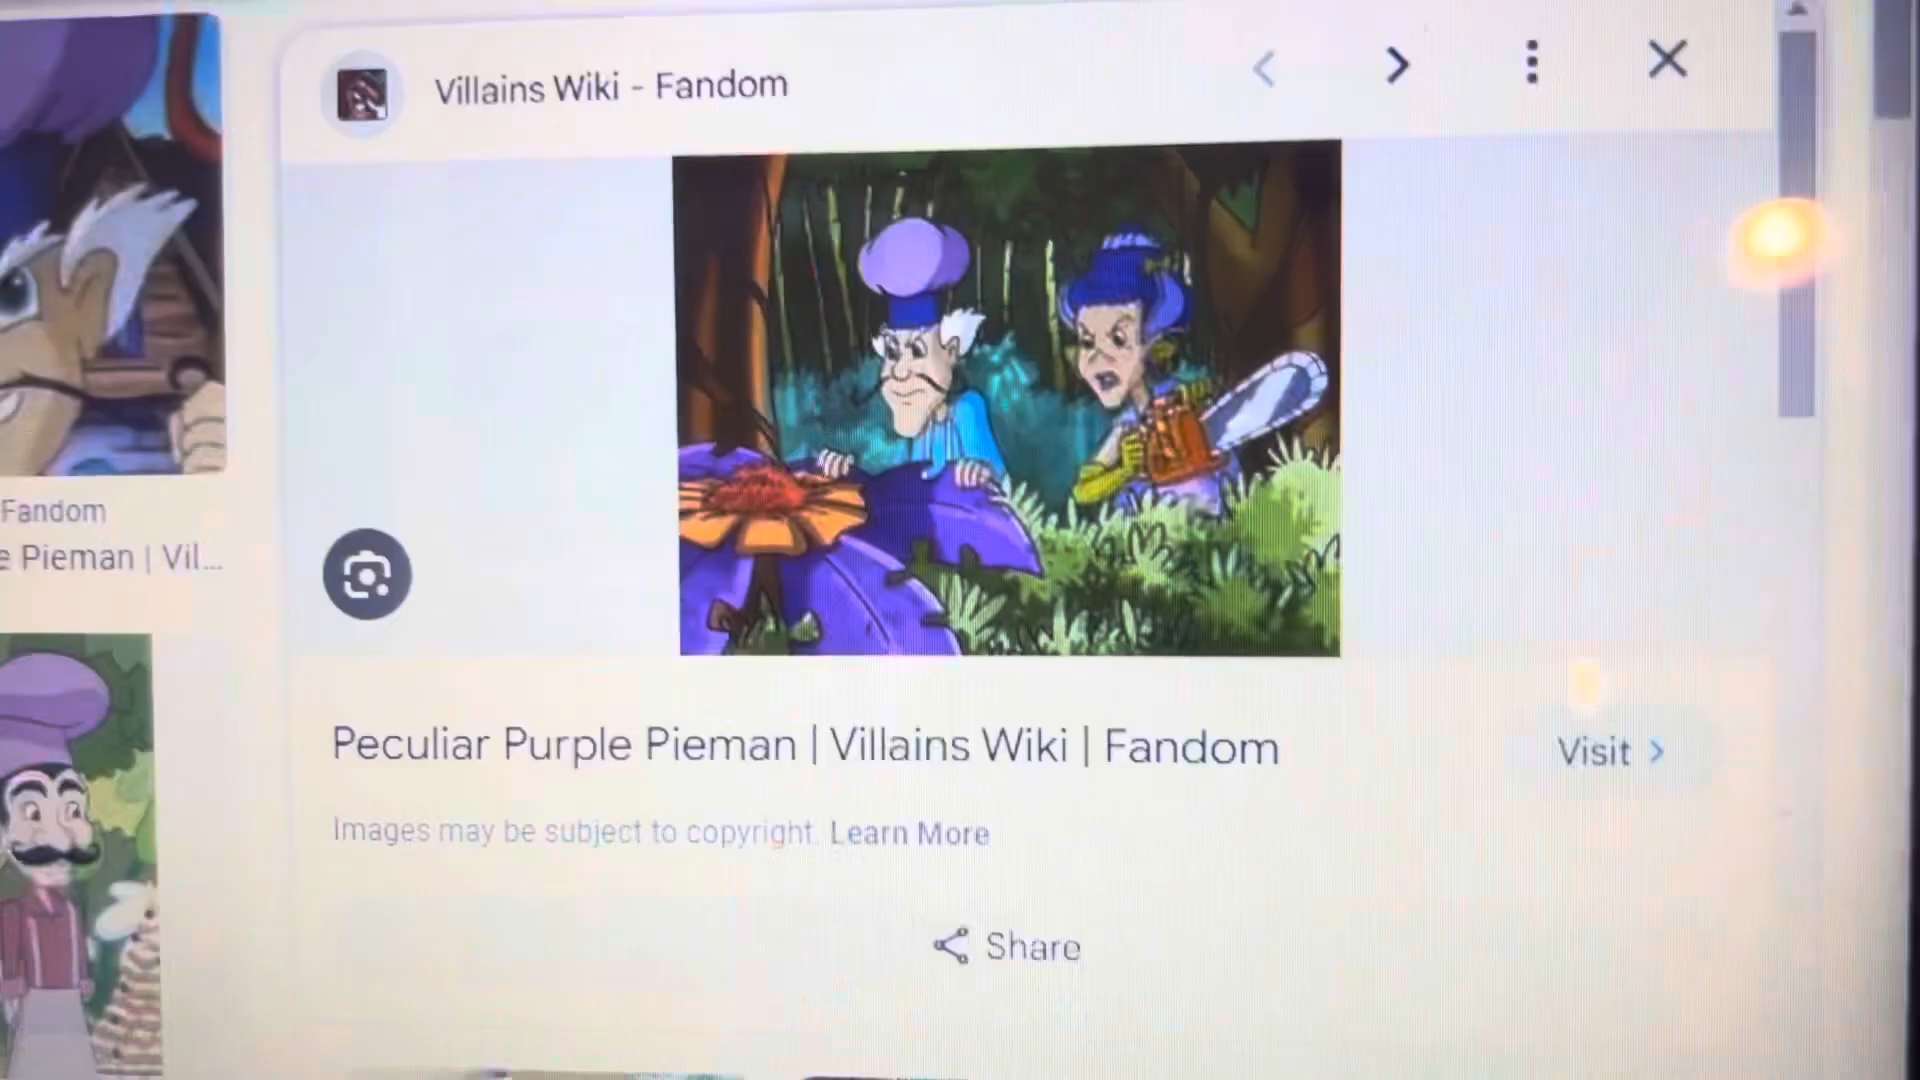 Villains Wiki - Fandom
Fandom
e Pieman | Vil...
Peculiar Purple Pieman | Villains Wiki | Fandom
Visit
Images may be subject to copyright. Learn More
Share